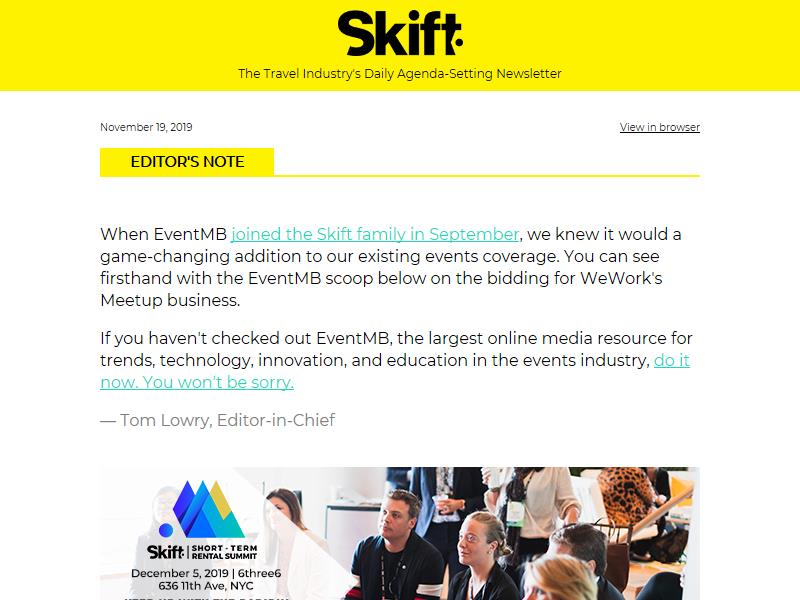 Skift
The Travel Industry's Daily Agenda-Setting Newsletter
November 19, 2019
View in browser
EDITOR'S NOTE
When EventMB joined the Skift family in September, we knew it would a
game-changing addition to our existing events coverage. You can see
firsthand with the EventMB scoop below on the bidding for WeWork's
Meetup business.
If you haven't checked out EventMB, the largest online media resource for
trends, technology, innovation, and education in the events industry, do it
now. You won't be sorry.
— Tom Lowry, Editor-in-Chief
Skift SHORT-TERM
RENTAL SUMMIT
December 5, 2019 | 6three6
636 11th Ave, NYC